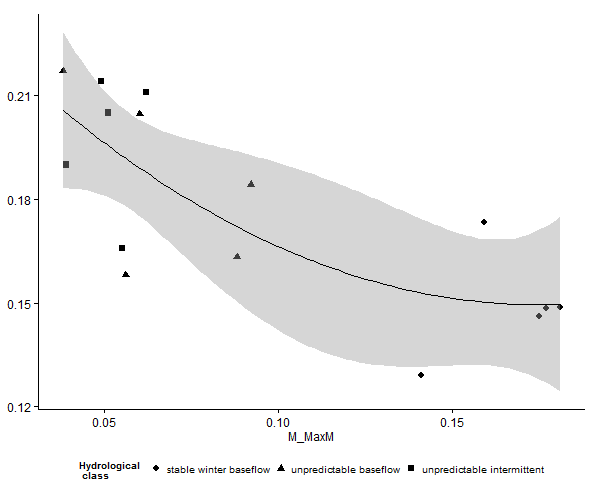 0.21
0.18
0.15
0.12
0.05 0.10 0.15
M_MaxM
Hydrological
class
stable winter baseflow unpredictable baseflow unpredictable intermittent